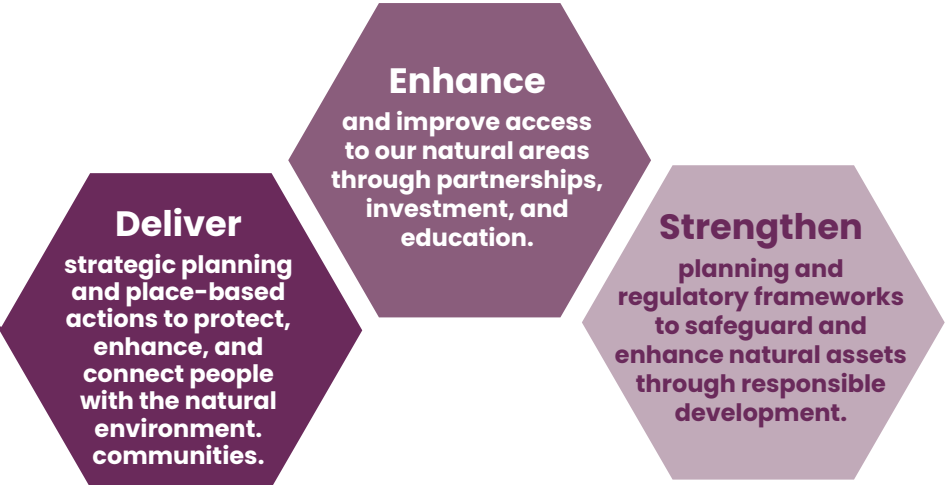 Deliver
strategic planning
and place-based
actions to protect,
enhance, and
connect people
with the natural
environment.
communities.
Enhance
and improve access
to our natural areas
through partnerships,
investment, and
education.
Strengthen
planning and
regulatory frameworks
to safeguard and
enhance natural assets
through responsible
development.